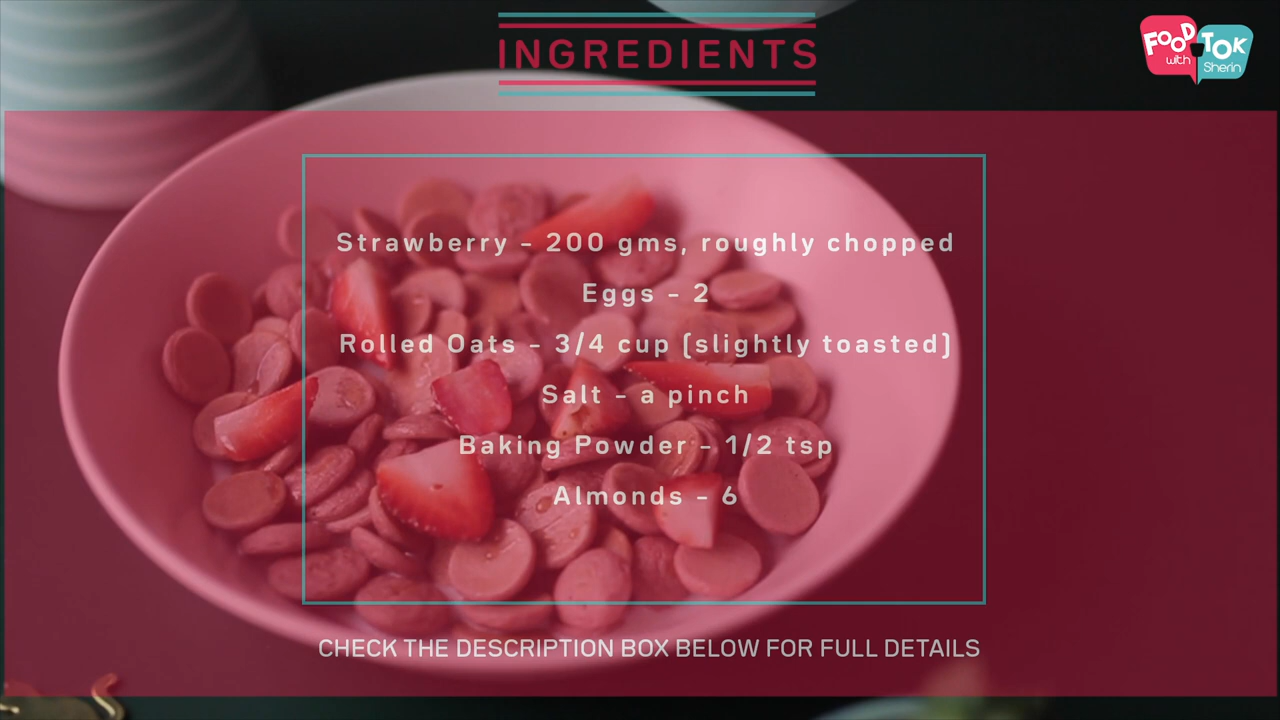 INGREDIENTS
FOOD TOK
with Sherin
Strawberry - 200 gms, roughly chopped
Eggs - 2
Rolled Oats - 3/4 cup (slightly toasted)
Salt - a pinch
Baking Powder - 1/2 tsp
Almonds - 6
CHECK THE DESCRIPTION BOX BELOW FOR FULL DETAILS